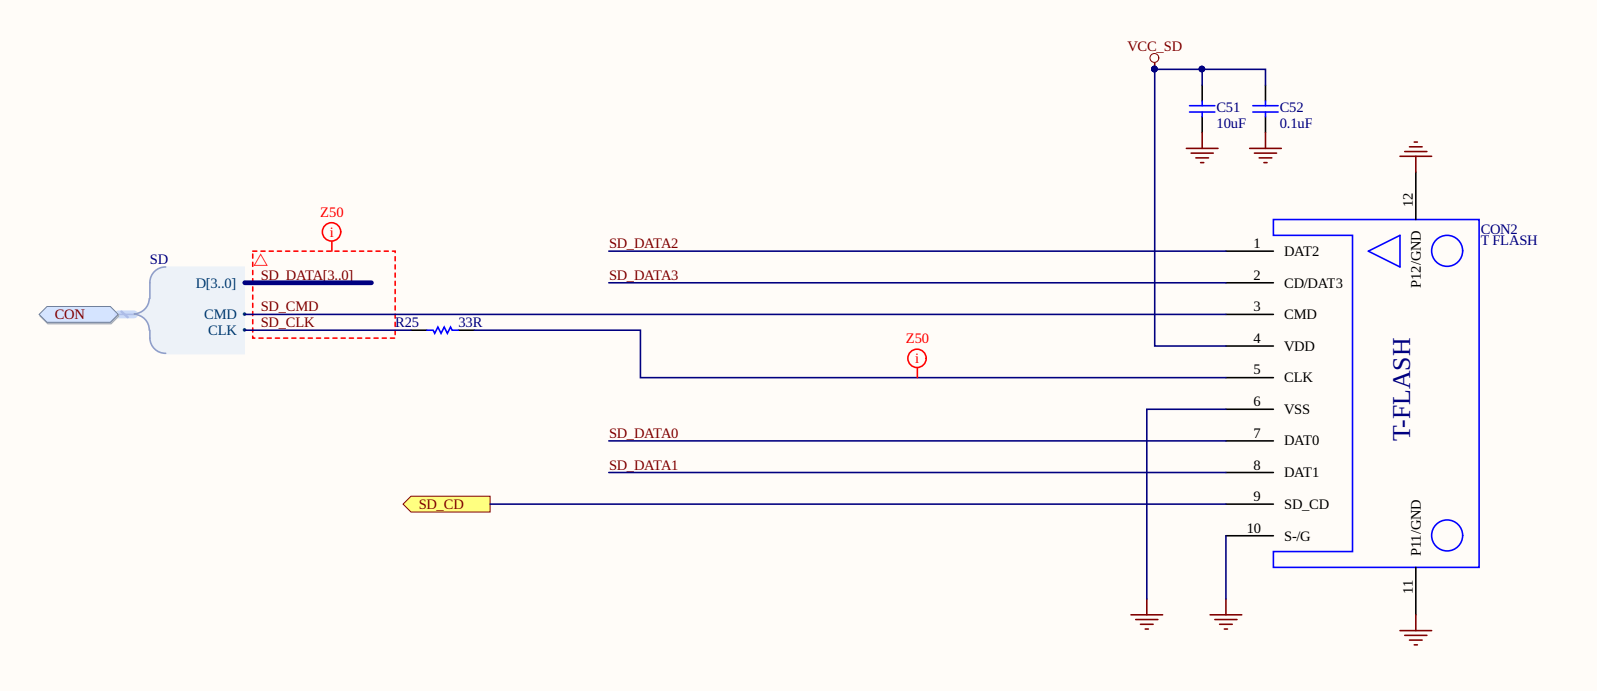 VCC_SD
C51
10uF
C52
0.1uF
12
Z50
i
SD
CON
D[3..0]
CMD
CLK
SD_DATA[3..0]
SD_CMD
SD_CLK
R25
33R
SD_DATA2
SD_DATA3
Z50
i
SD_DATA0
SD_DATA1
SD_CD
1
DAT2
2
CD/DAT3
3
CMD
4
VDD
5
CLK
6
VSS
7
DAT0
8
DAT1
9
SD_CD
10
S-/G
P12/GND
CON2
T FLASH
T-FLASH
P11/GND
11